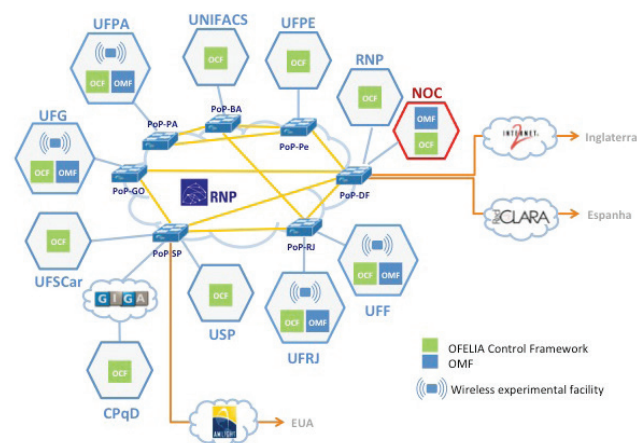 UNIFACS
UFPE
UFPA
RNP
OCF
OCF
NOC
OCF
OMF
OCF
OMF
OCF
PoP-BA
UFG
PoP-PA
PoP-Pe
INTERNET
2
Inglaterra
OCF
OMF
PoP-GO
RNP
PoP-DF
CLARA
Espanha
OCF
PoP-SP
PoP-RJ
UFSCar
GIGA
OCF
OCF
OMF
USP
OCF
OMF
UFF
UFRJ
OCF
CPqD
OFELIA Control Framework
OMF
Wireless experimental facility
EUA